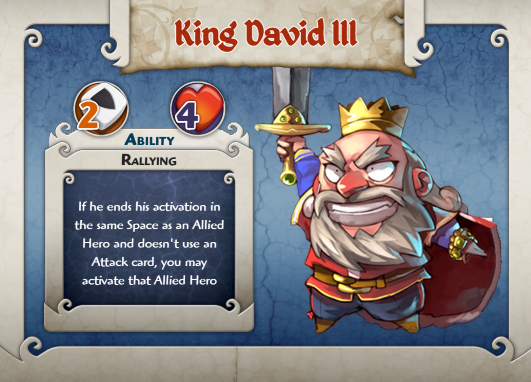 King David III
2
4
Ability
Rallying
If he ends his activation in
the same Space as an Allied
Hero and doesn't use an
Attack card, you may
activate that Allied Hero